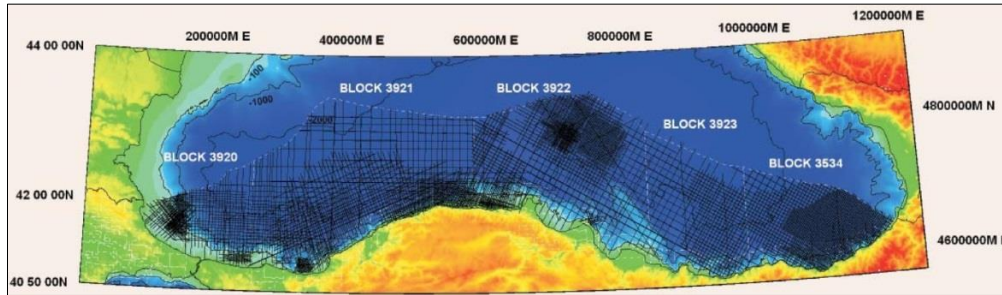 200000M E
400000M E
600000M E
800000M E
1000000M E
1200000M E
44 00 00N
-100
-1000
-2000
BLOCK 3921
BLOCK 3922
4800000M N
BLOCK 3923
BLOCK 3920
BLOCK 3534
42 00 00N
4600000M
40 50 00N